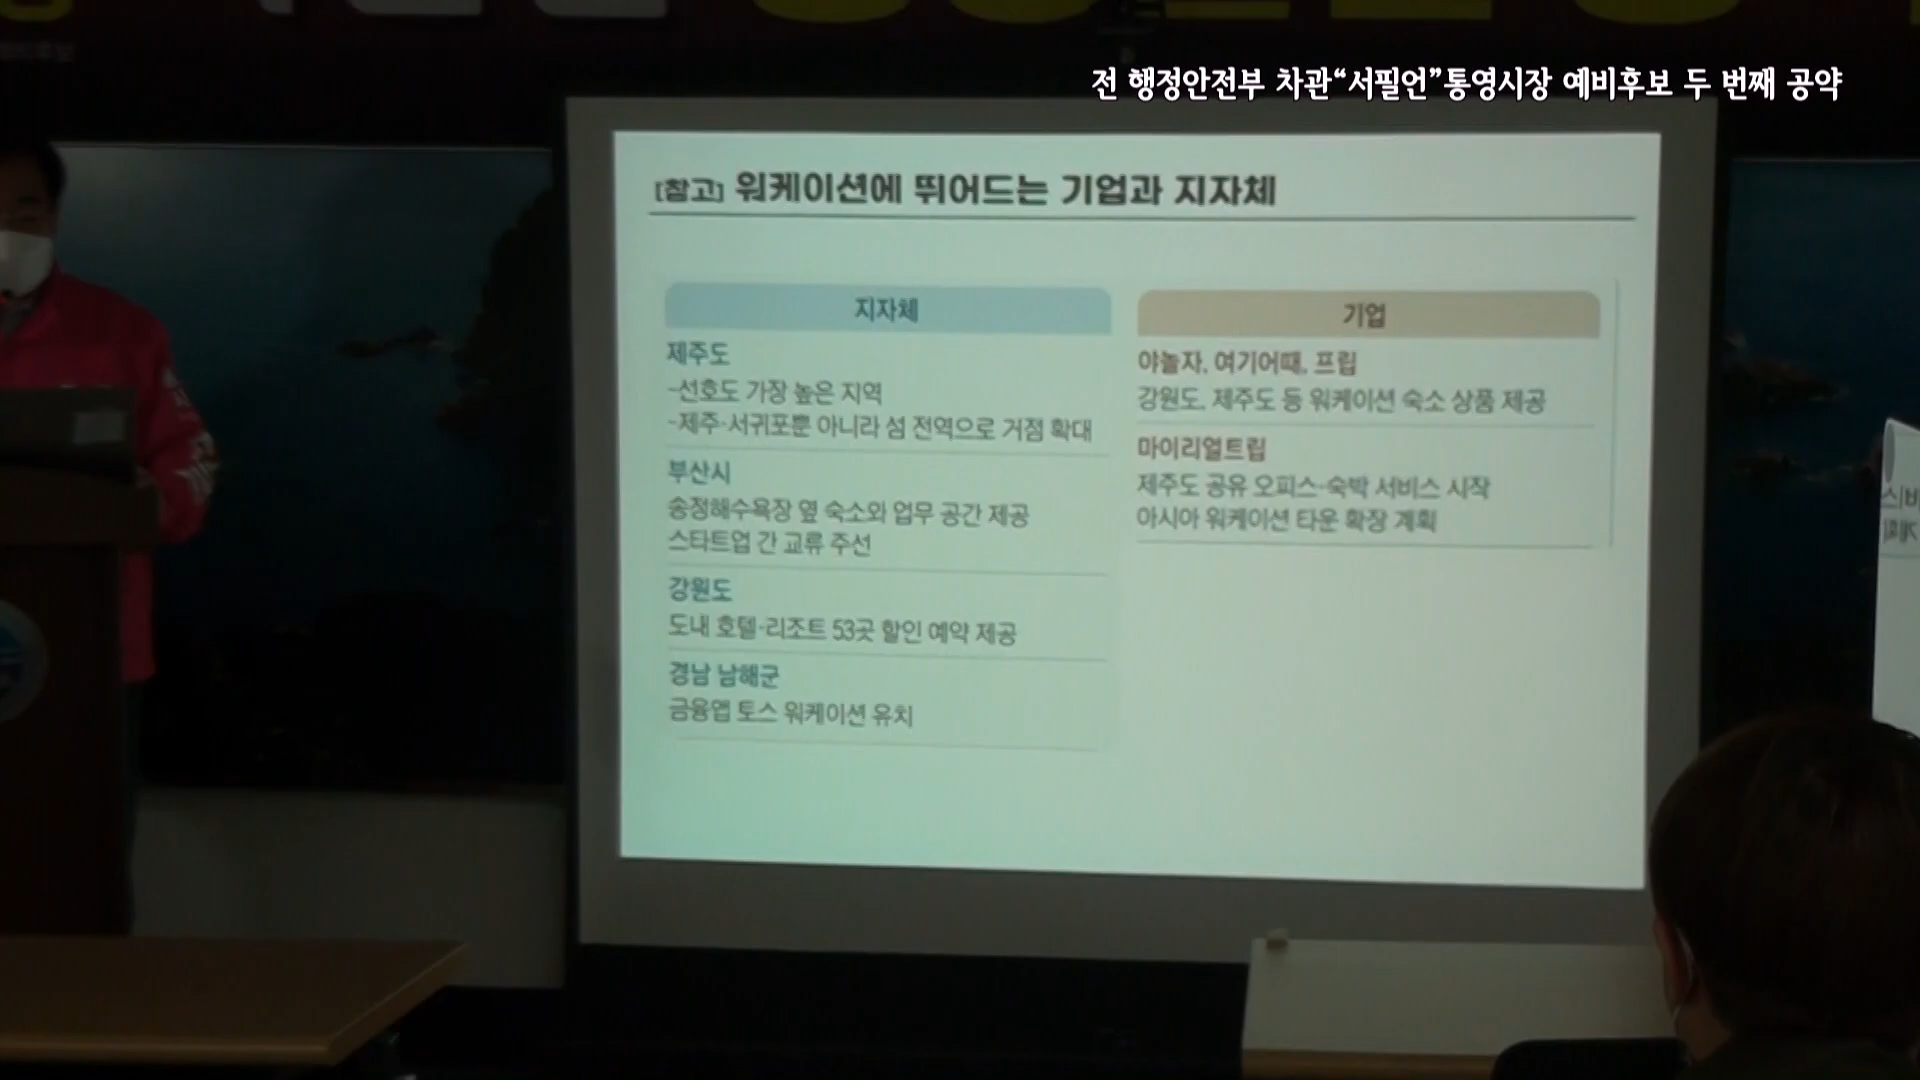 전 행정안전부 차관“서필언”통영시장 예비후보 두 번째 공약
[참고] 워케이션에 뛰어드는 기업과 지자체
지자체
제주도
-선호도 가장 높은 지역
-제주·서귀포뿐 아니라 섬 전역으로 거점 확대
부산시
송정해수욕장 옆 숙소와 업무 공간 제공
스타트업 간 교류 주선
강원도
도내 호텔·리조트 53곳 할인 예약 제공
경남 남해군
금융앱 토스 워케이션 유치
기업
야놀자, 여기어때, 프립
강원도, 제주도 등 워케이션 숙소 상품 제공
마이리얼트립
제주도 공유 오피스·숙박 서비스 시작
아시아 워케이션 타운 확장 계획